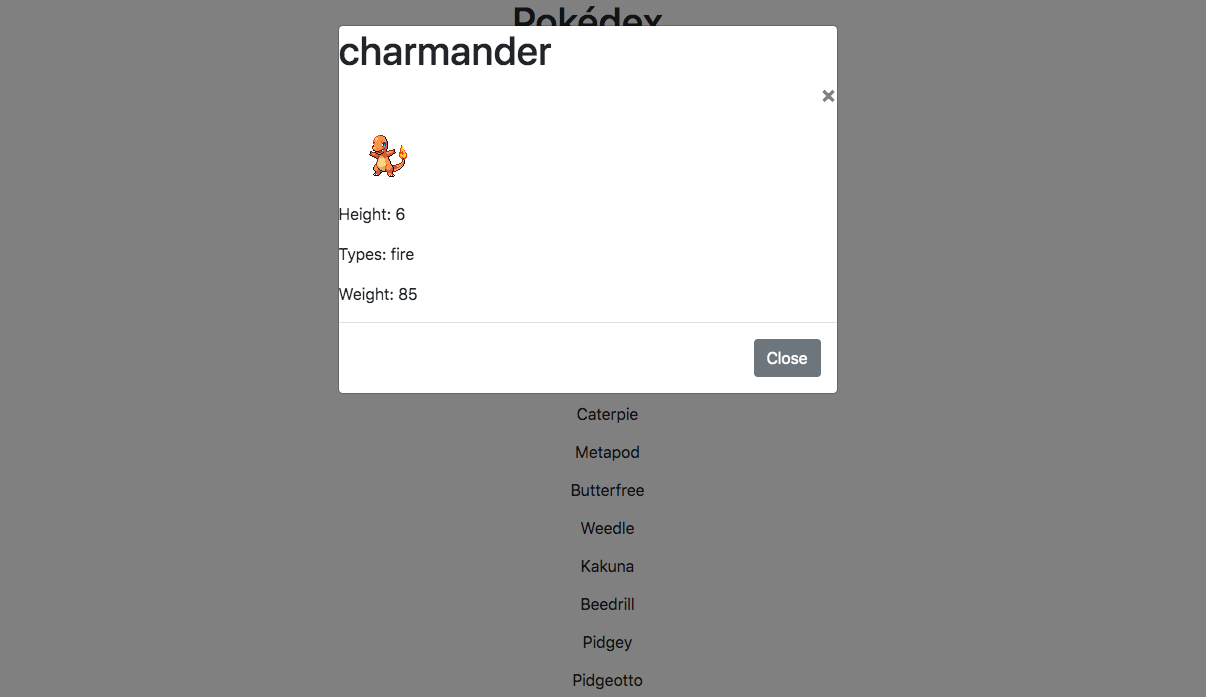 Pokédex
charmander
×
Height: 6
Types: fire
Weight: 85
Close
Caterpie
Metapod
Butterfree
Weedle
Kakuna
Beedrill
Pidgey
Pidgeotto